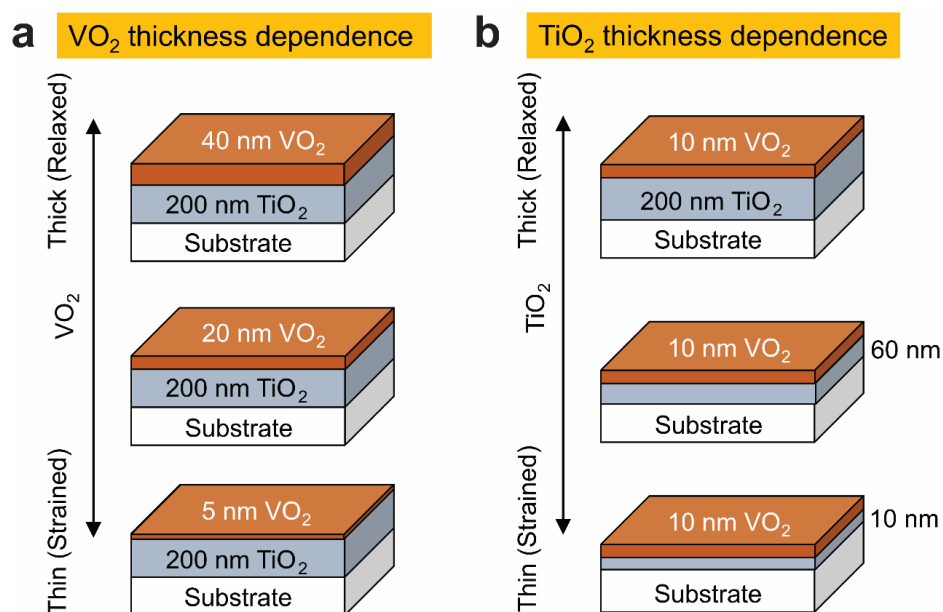 a VO₂ thickness dependence
Thick (Relaxed)
VO₂
Thin (Strained)
40 nm VO₂
200 nm TiO₂
Substrate
20 nm VO₂
200 nm TiO₂
Substrate
5 nm VO₂
200 nm TiO₂
Substrate
b TiO₂ thickness dependence
Thick (Relaxed)
TiO₂
Thin (Strained)
10 nm VO₂
200 nm TiO₂
Substrate
10 nm VO₂
60 nm
Substrate
10 nm VO₂
10 nm
Substrate